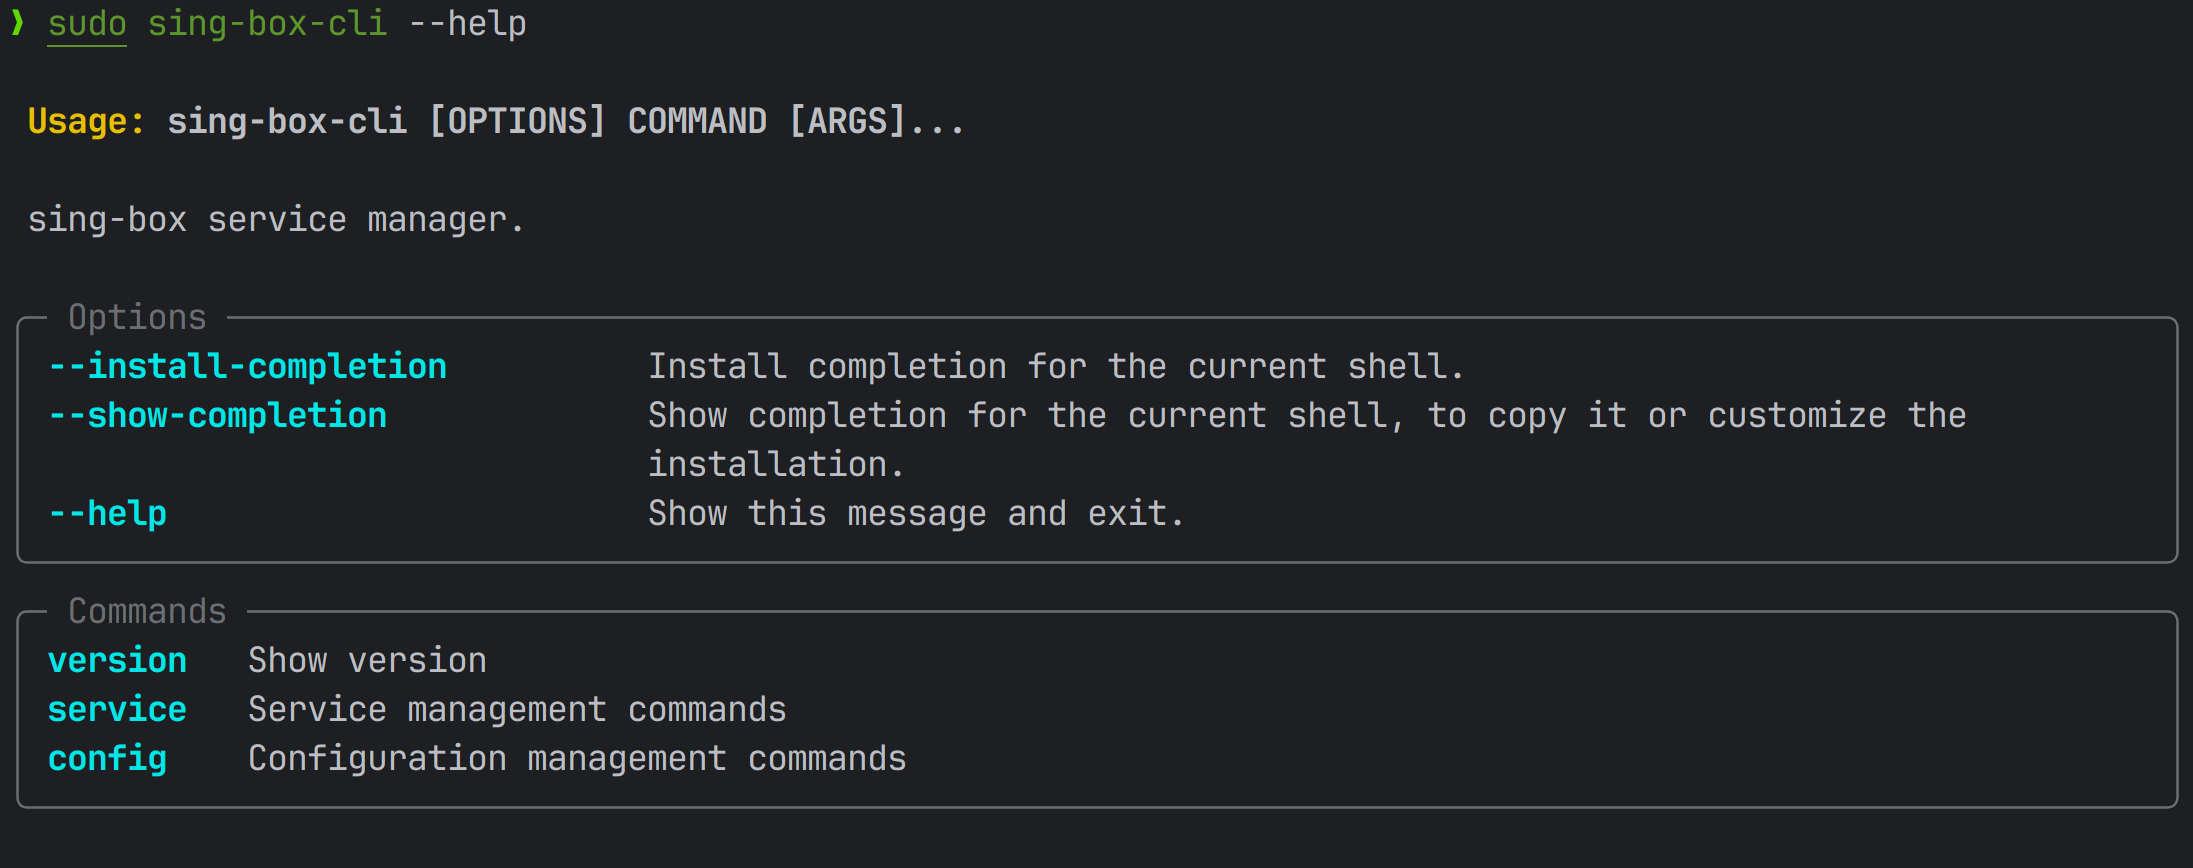 ❯ sudo sing-box-cli --help
Usage: sing-box-cli [OPTIONS] COMMAND [ARGS]...
sing-box service manager.
Options
--install-completion Install completion for the current shell.
--show-completion Show completion for the current shell, to copy it or customize the
installation.
--help Show this message and exit.
Commands
version Show version
service Service management commands
config Configuration management commands